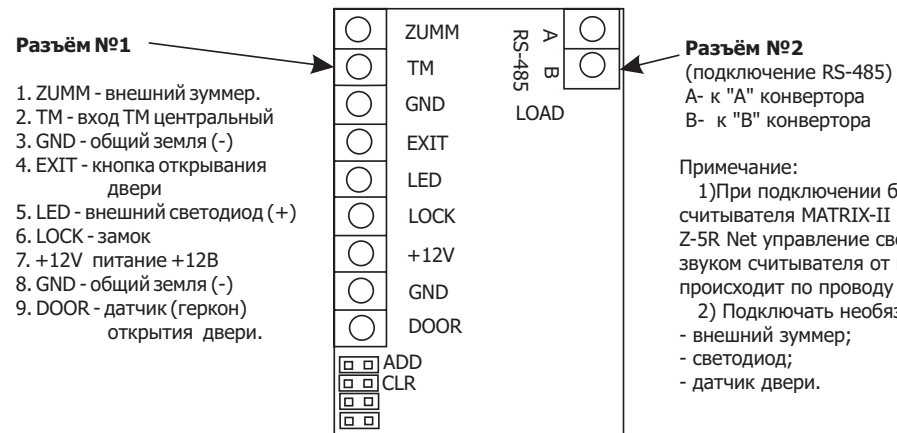 Разъём №1
1. ZUMM - внешний зуммер.
2. TM - вход ТМ центральный
3. GND - общий земля (-)
4. EXIT - кнопка открывания
двери
5. LED - внешний светодиод (+)
6. LOCK - замок
7. +12V питание +12В
8. GND - общий земля (-)
9. DOOR - датчик (геркон)
открытия двери.
ZUMM
TM
GND
EXIT
LED
LOCK
+12V
GND
DOOR
ADD
CLR
RS-485
A
B
LOAD
Разъём №2
(подключение RS-485)
A- к "A" конвертора
B- к "B" конвертора
Примечание:
1)При подключении
считывателя MATRIX-II
Z-5R Net управление
звуком считывателя от
происходит по проводу
2) Подключать
- внешний зуммер;
- светодиод;
- датчик двери.